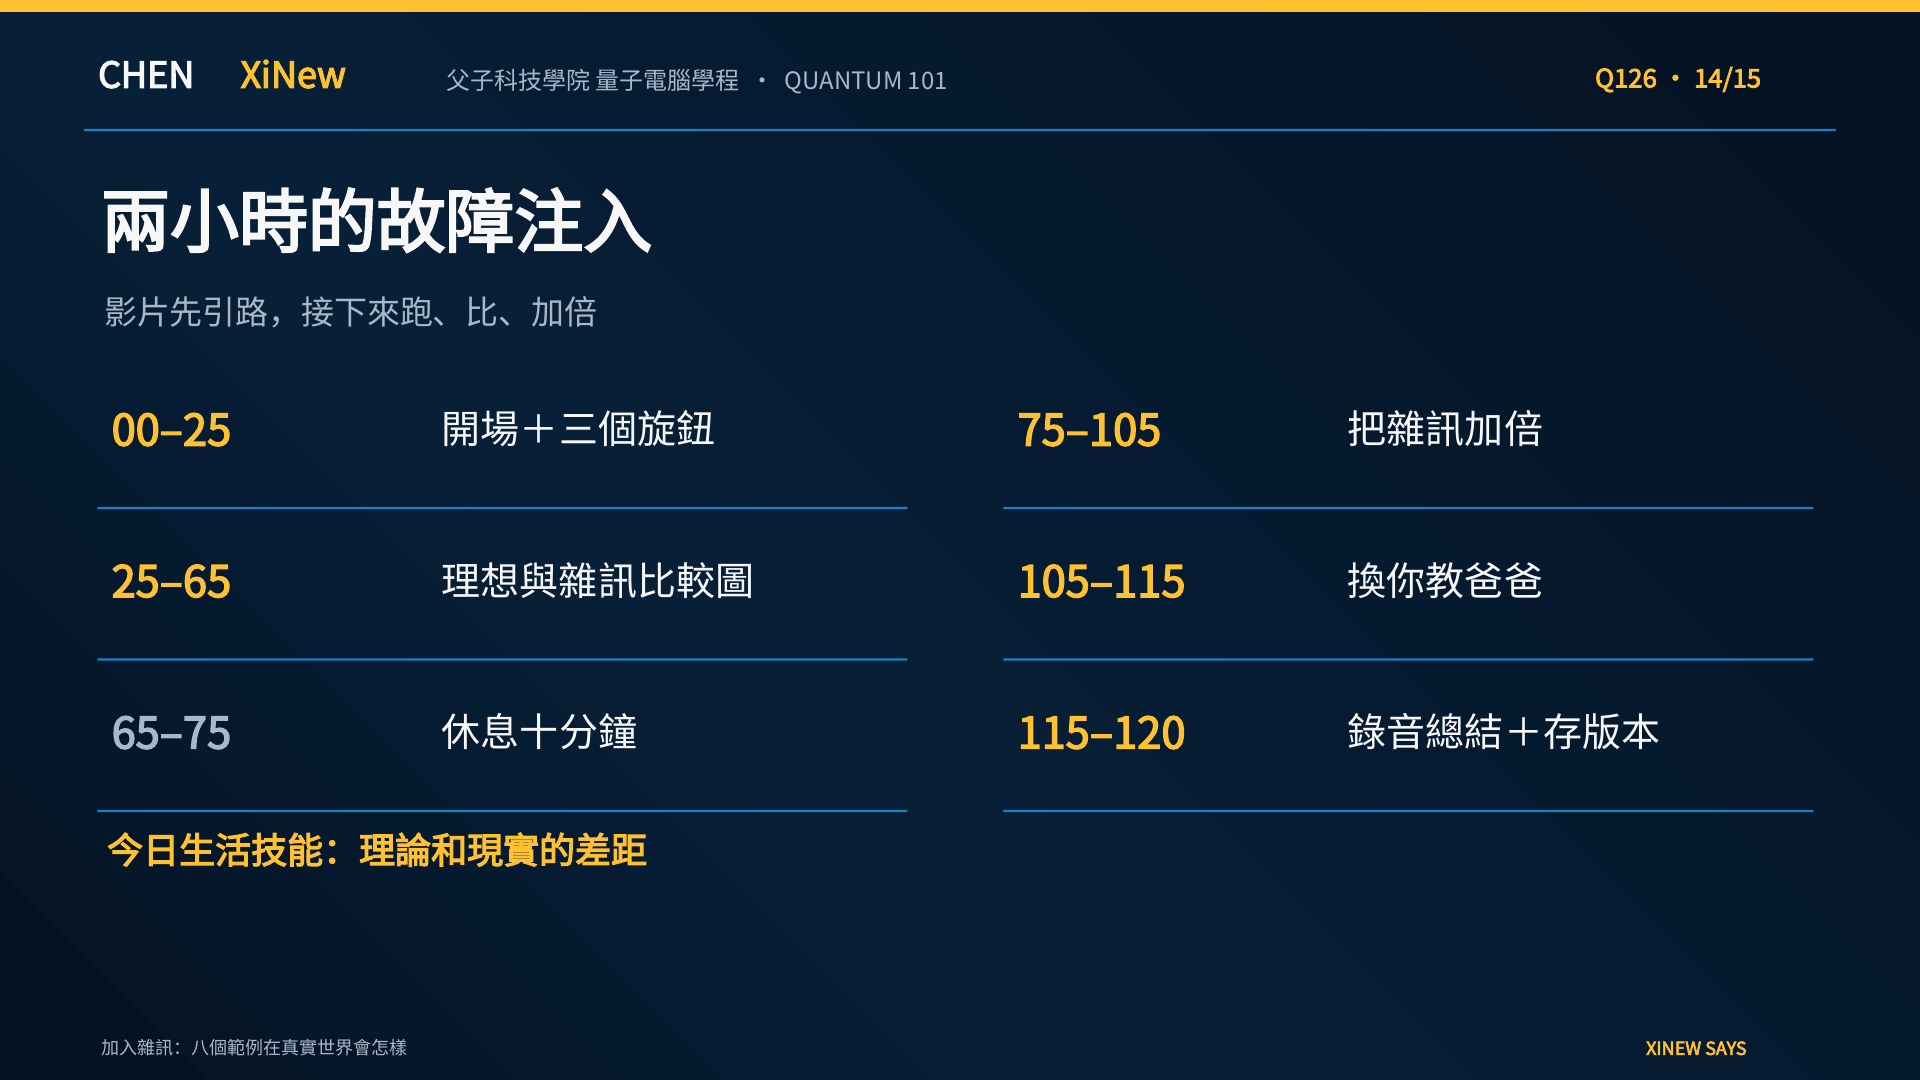 CHEN XiNew 父子科技學院 量子電腦學程 · QUANTUM 101 Q126 · 14/15
兩小時的故障注入
影片先引路，接下來跑、比、加倍
00–25 開場＋三個旋鈕
25–65 理想與雜訊比較圖
65–75 休息十分鐘
75–105 把雜訊加倍
105–115 換你教爸爸
115–120 錄音總結＋存版本
今日生活技能：理論和現實的差距
加入雜訊：八個範例在真實世界會怎樣
XINEW SAYS